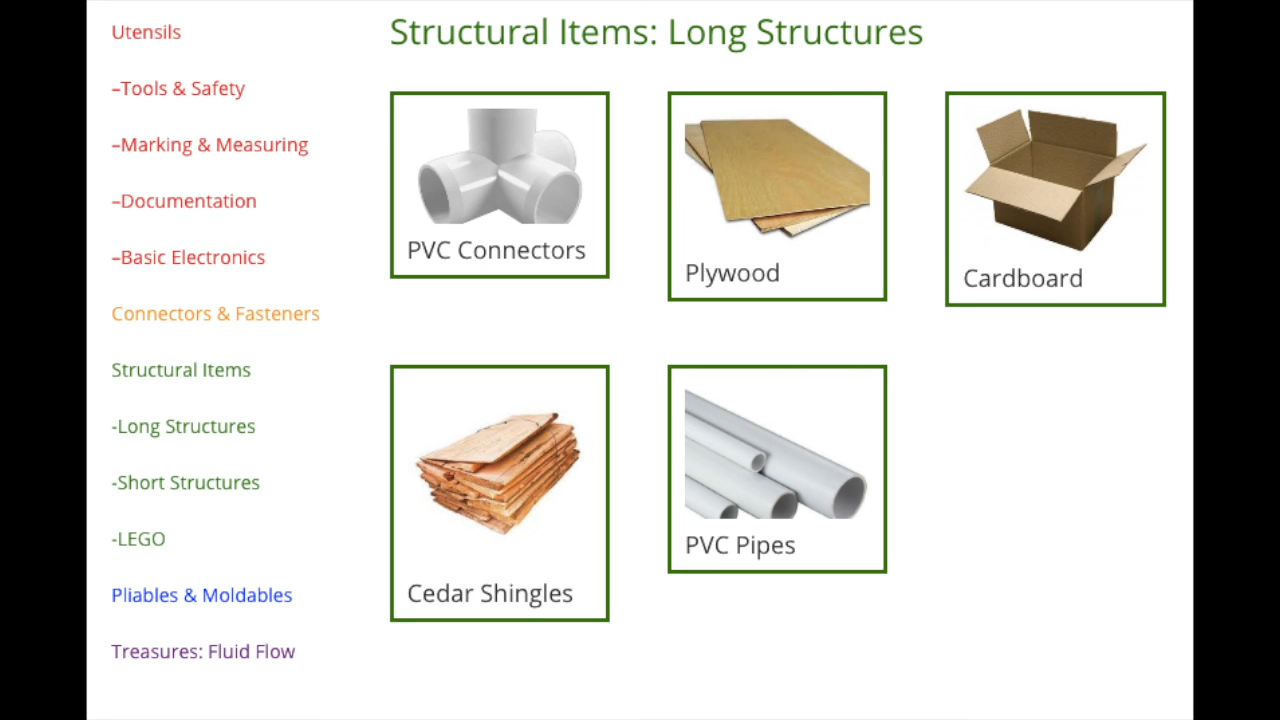 Utensils
–Tools & Safety
–Marking & Measuring
–Documentation
–Basic Electronics
Connectors & Fasteners
Structural Items
-Long Structures
-Short Structures
-LEGO
Pliables & Moldables
Treasures: Fluid Flow
Structural Items: Long Structures
PVC Connectors
Plywood
Cardboard
Cedar Shingles
PVC Pipes